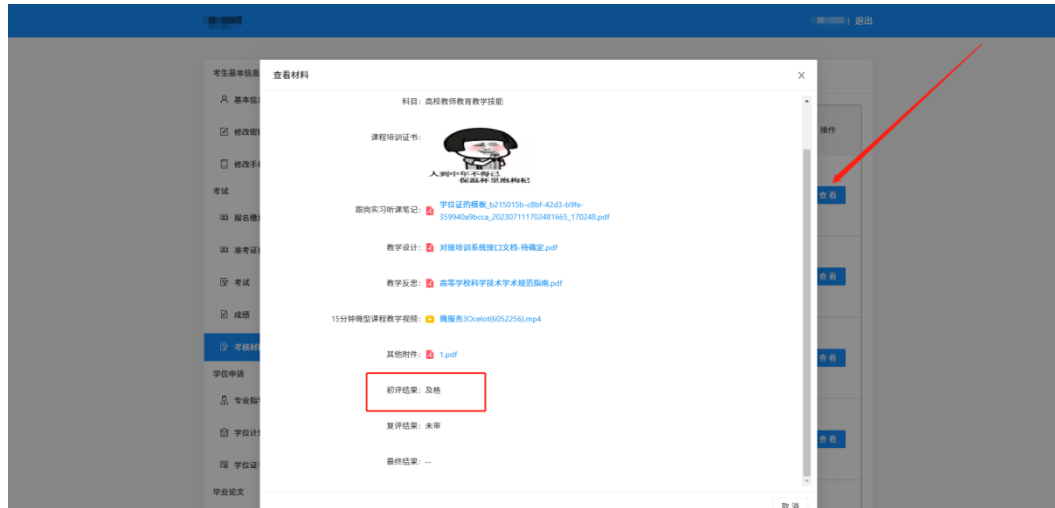 | 退出
考生基本信息
查看材料
X
基本信
科目: 高校教师教育教学技能
操作
修改密
课程培训证书:
人到中年不得已
保温杯里泡枸杞
修改手
考试
查看
报名缴
跟岗实习听课笔记:
学位证的模板_b215015b-c8bf-42d3-b9fe-
359940a9bcca_202307111702481665_170248.pdf
准考证
教学设计: 对接培训系统接口文档-待确定.pdf
考试
教学反思: 高等学校科学技术学术规范指南.pdf
查看
成绩
15分钟微型课程教学视频: 微服务3Ocelot(6052256).mp4
考核材
其他附件: 1.pdf
查看
学位申请
初评结果: 及格
专业指
复评结果: 未审
学位计
查看
最终结果: --
学位证
毕业论文
取 消